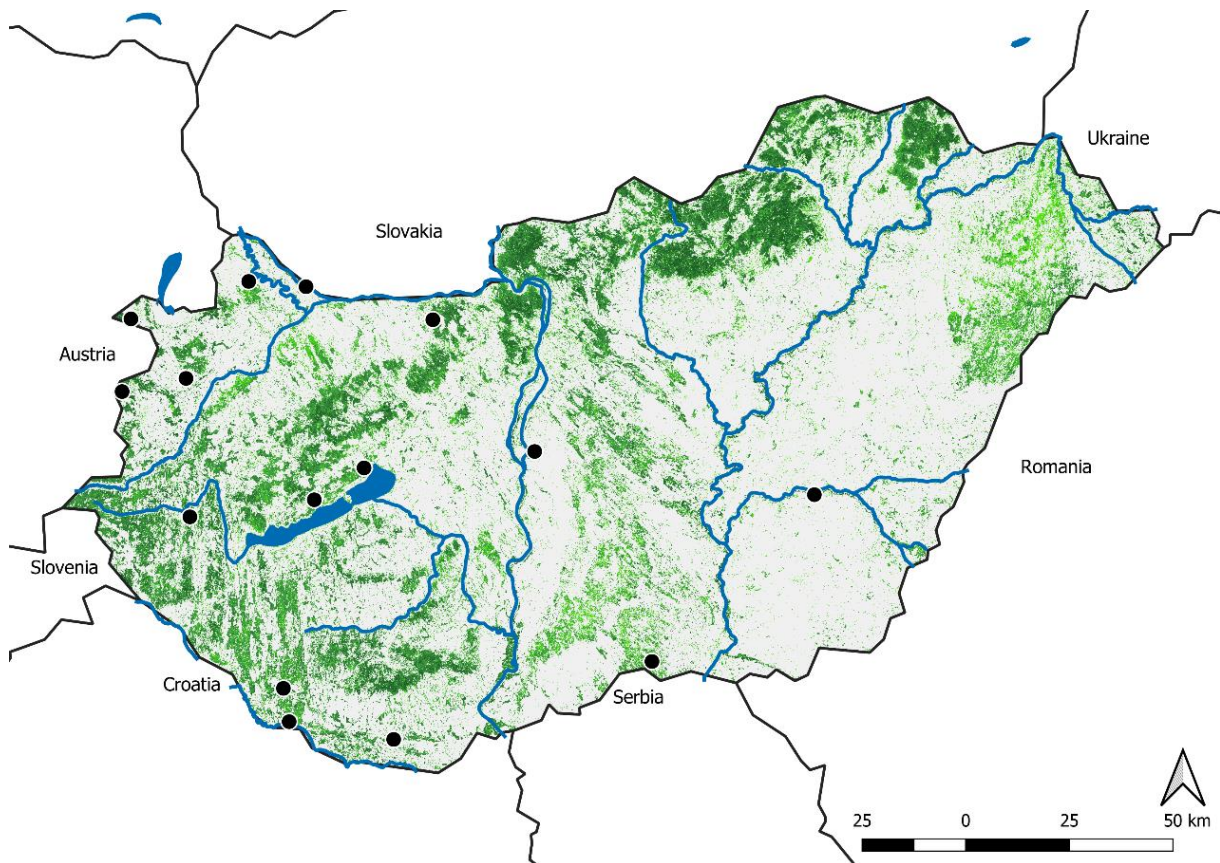 Ukraine
Slovakia
Austria
Romania
Slovenia
Croatia
Serbia
25 0 25 50 km